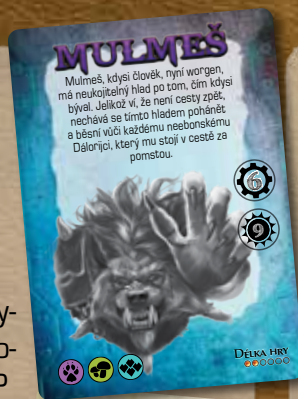 MULMEŠ
Mulmeš, kdysi člověk, nyní worgen,
má neukojitelný hlad po tom, čím kdysi
býval. Jelikož ví, že není cesty zpět,
nechává se tímto hladem pohánět
a běsní vůči každému neebonskému
Dálorijci, který mu stojí v cestě za
pomstou.
6
9
y-
o-
DÉLKA HRY